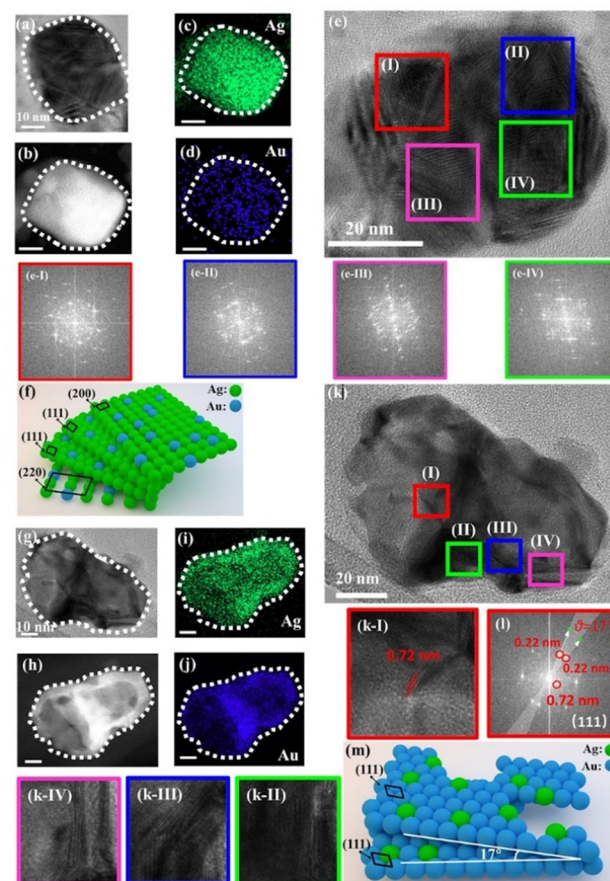 (a)
10 nm
(c)
Ag
(b)
(d)
Au
(e)
(I)
(II)
(III)
(IV)
20 nm
(e-I)
(e-II)
(e-III)
(e-IV)
Ag:
Au:
(200)
(111)
(111)
(220)
(f)
(g)
10 nm
(i)
Ag
(h)
(j)
Au
(k)
(I)
(II)
(III)
(IV)
20 nm
(k-I)
0.72 nm
(l)
θ=17°
0.22 nm
0.22 nm
0.72 nm
(111)
(k-IV)
(k-III)
(k-II)
Ag:
Au:
(m)
(111)
(111)
17°